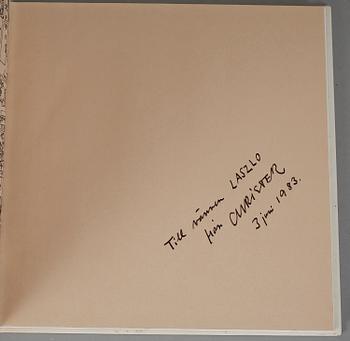 Till vännen LASZLO
från CHRISTER
3 juni 1983.